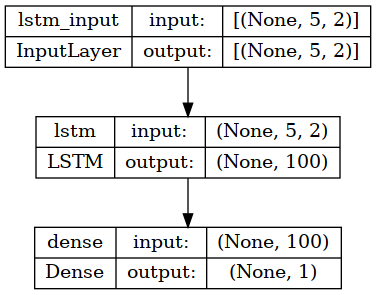 lstm_input input: [(None, 5, 2)]
InputLayer output: [(None, 5, 2)]
lstm input: (None, 5, 2)
LSTM output: (None, 100)
dense input: (None, 100)
Dense output: (None, 1)